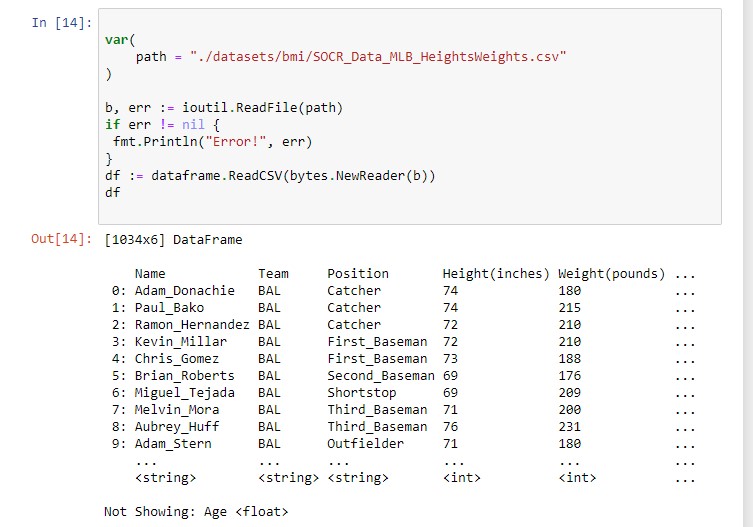 In [14]:
var(
    path = "./datasets/bmi/SOCR_Data_MLB_HeightsWeights.csv"
)
b, err := ioutil.ReadFile(path)
if err != nil {
 fmt.Println("Error!", err)
}
df := dataframe.ReadCSV(bytes.NewReader(b))
df
Out[14]: [1034x6] DataFrame
    Name            Team     Position       Height(inches) Weight(pounds) ...
 0: Adam_Donachie   BAL      Catcher        74             180            ...
 1: Paul_Bako       BAL      Catcher        74             215            ...
 2: Ramon_Hernandez BAL      Catcher        72             210            ...
 3: Kevin_Millar    BAL      First_Baseman  72             210            ...
 4: Chris_Gomez     BAL      First_Baseman  73             188            ...
 5: Brian_Roberts   BAL      Second_Baseman 69             176            ...
 6: Miguel_Tejada   BAL      Shortstop      69             209            ...
 7: Melvin_Mora     BAL      Third_Baseman  71             200            ...
 8: Aubrey_Huff     BAL      Third_Baseman  76             231            ...
 9: Adam_Stern      BAL      Outfielder     71             180            ...
    ...             ...      ...            ...            ...            ...
    <string>        <string> <string>       <int>          <int>          ...
Not Showing: Age <float>